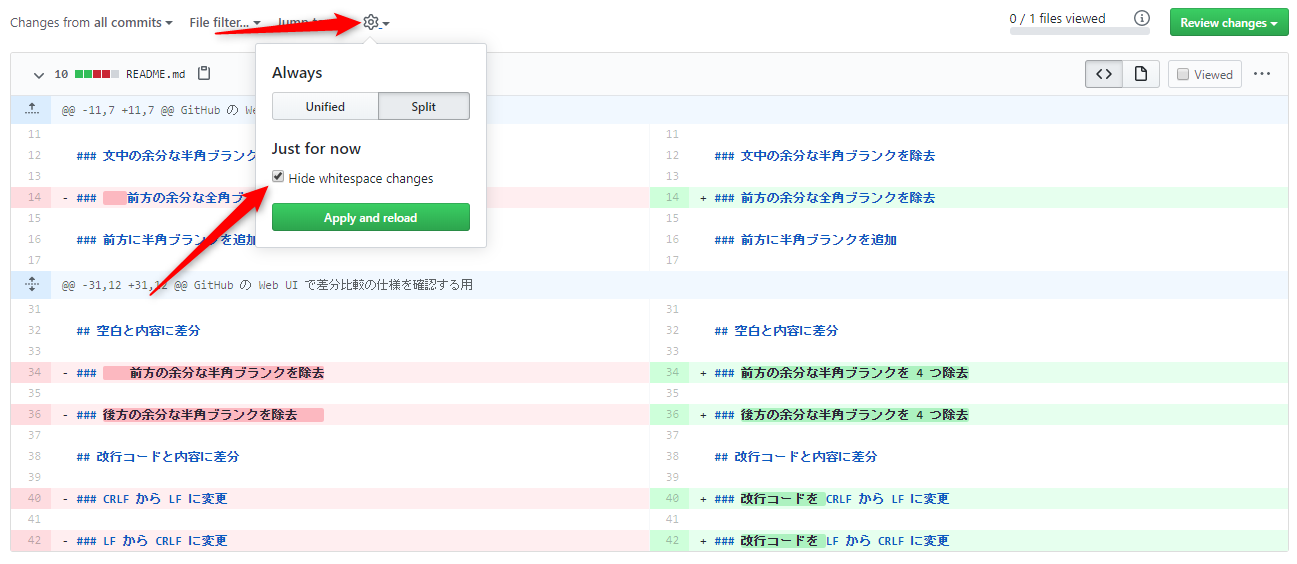 Changes from all commits File filter... Jump to
0 / 1 files viewed
Review changes
10 README.md
Viewed
Always
Unified Split
Just for now
Hide whitespace changes
Apply and reload
@@ -11,7 +11,7 @@ GitHub の We
11 11
12 ### 文中の余分な半角ブランク 12 ### 文中の余分な半角ブランクを除去
13 13
14 - ### 前方の余分な全角ブ 14 + ### 前方の余分な全角ブランクを除去
15 15
16 ### 前方に半角ブランクを追加 16 ### 前方に半角ブランクを追加
17 17
@@ -31,12 +31,12 @@ GitHub の Web UI で差分比較の仕様を確認する用
31 31
32 ## 空白と内容に差分 32 ## 空白と内容に差分
33 33
34 - ### 前方の余分な半角ブランクを除去 34 + ### 前方の余分な半角ブランクを 4 つ除去
35 35
36 - ### 後方の余分な半角ブランクを除去 36 + ### 後方の余分な半角ブランクを 4 つ除去
37 37
38 ## 改行コードと内容に差分 38 ## 改行コードと内容に差分
39 39
40 - ### CRLF から LF に変更 40 + ### 改行コードを CRLF から LF に変更
41 41
42 - ### LF から CRLF に変更 42 + ### 改行コードを LF から CRLF に変更